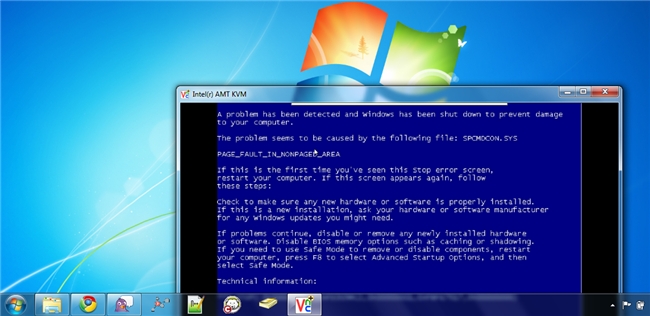 Intel(r) AMT KVM
A problem has been detected and Windows has been shut down to prevent damage
to your computer.
The problem seems to be caused by the following file: SPCMDCON.SYS
PAGE_FAULT_IN_NONPAGED_AREA
If this is the first time you've seen this Stop error screen,
restart your computer. If this screen appears again, follow
these steps:
Check to make sure any new hardware or software is properly installed.
If this is a new installation, ask your hardware or software manufacturer
for any Windows updates you might need.
If problems continue, disable or remove any newly installed hardware
or software. Disable BIOS memory options such as caching or shadowing.
If you need to use Safe Mode to remove or disable components, restart
your computer, press F8 to select Advanced Startup Options, and then
select Safe Mode.
Technical information: